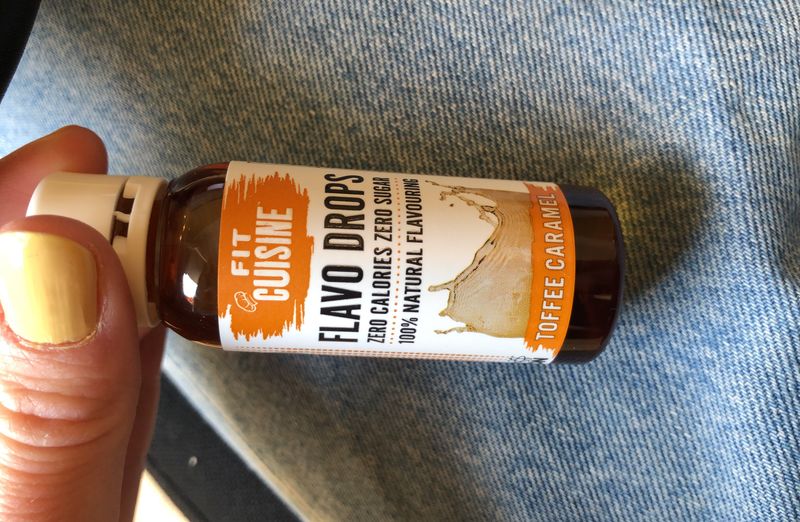 FIT
CUISINE
FLAVO DROPS
ZERO CALORIES ZERO SUGAR
100% NATURAL FLAVOURING
TOFFEE CARAMEL